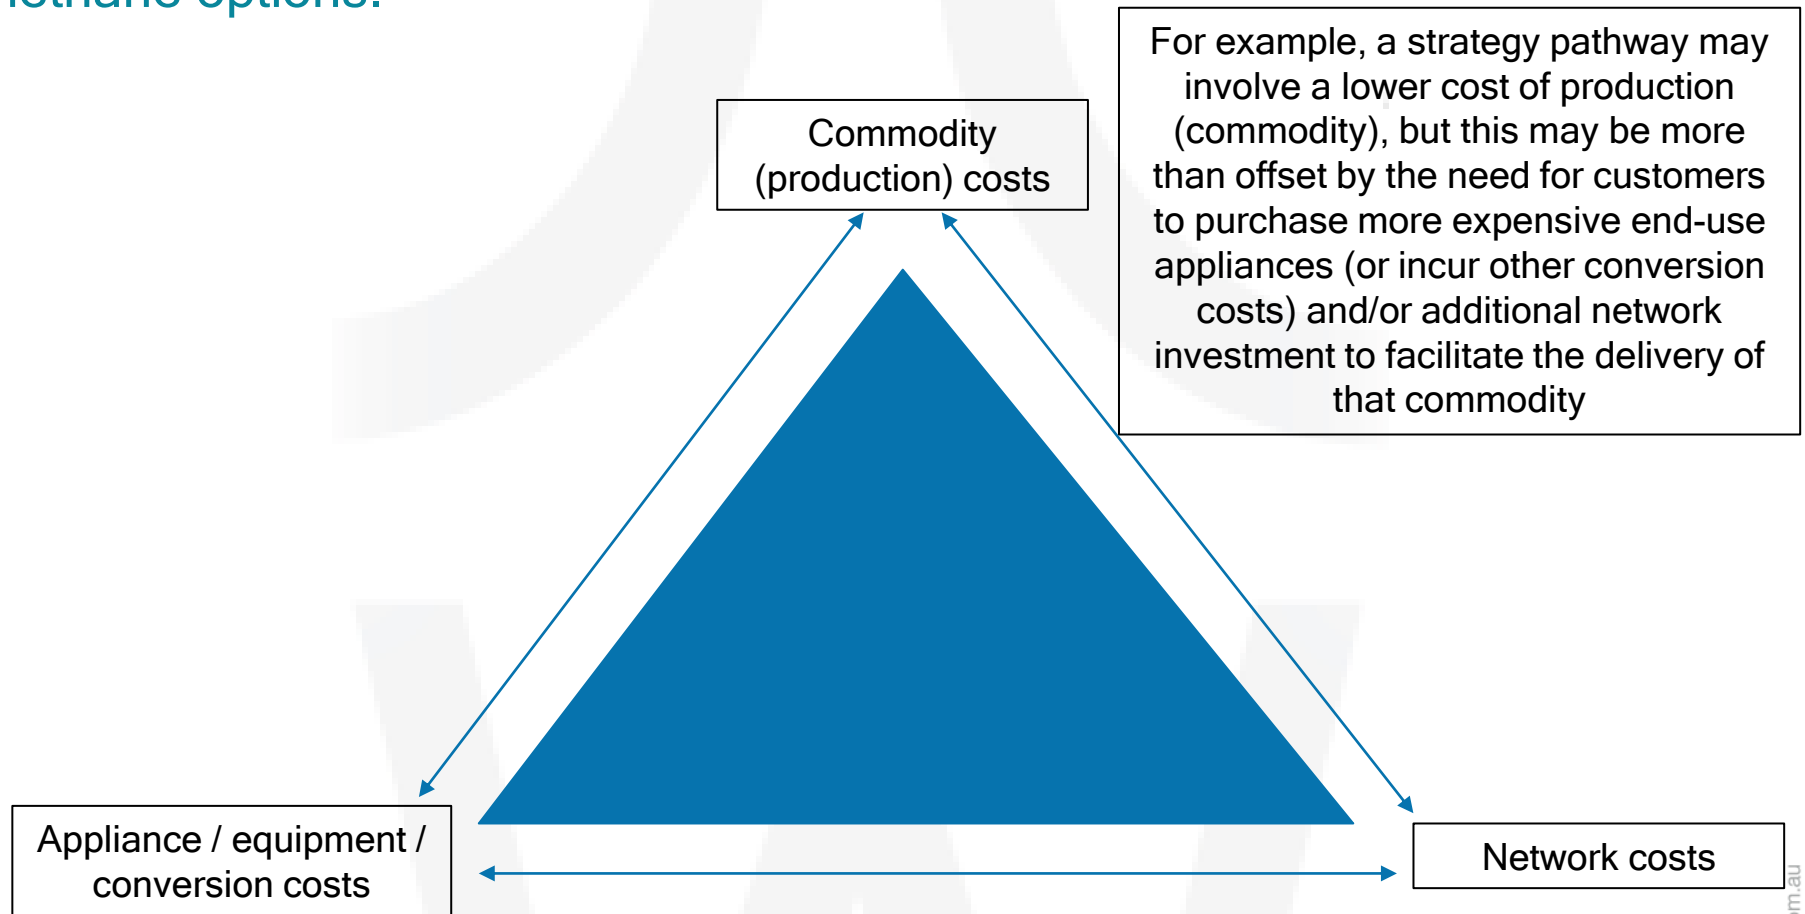 options.
For example, a strategy pathway may
involve a lower cost of production
(commodity), but this may be more
than offset by the need for customers
to purchase more expensive end-use
appliances (or incur other conversion
costs) and/or additional network
investment to facilitate the delivery of
that commodity
Commodity
(production) costs
Appliance / equipment /
conversion costs
Network costs